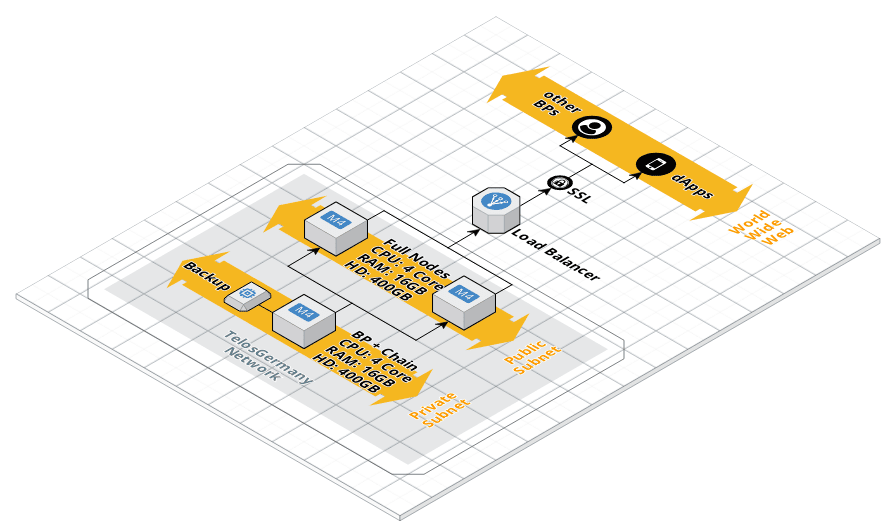 other
BPs
dApps
World
Wide
Web
SSL
Load Balancer
M4
Full Nodes
CPU: 4 Core
RAM: 16GB
HD: 400GB
M4
Public
Subnet
Backup
M4
BP + Chain
CPU: 4 Core
RAM: 16GB
HD: 400GB
Private
Subnet
TelosGermany
Network